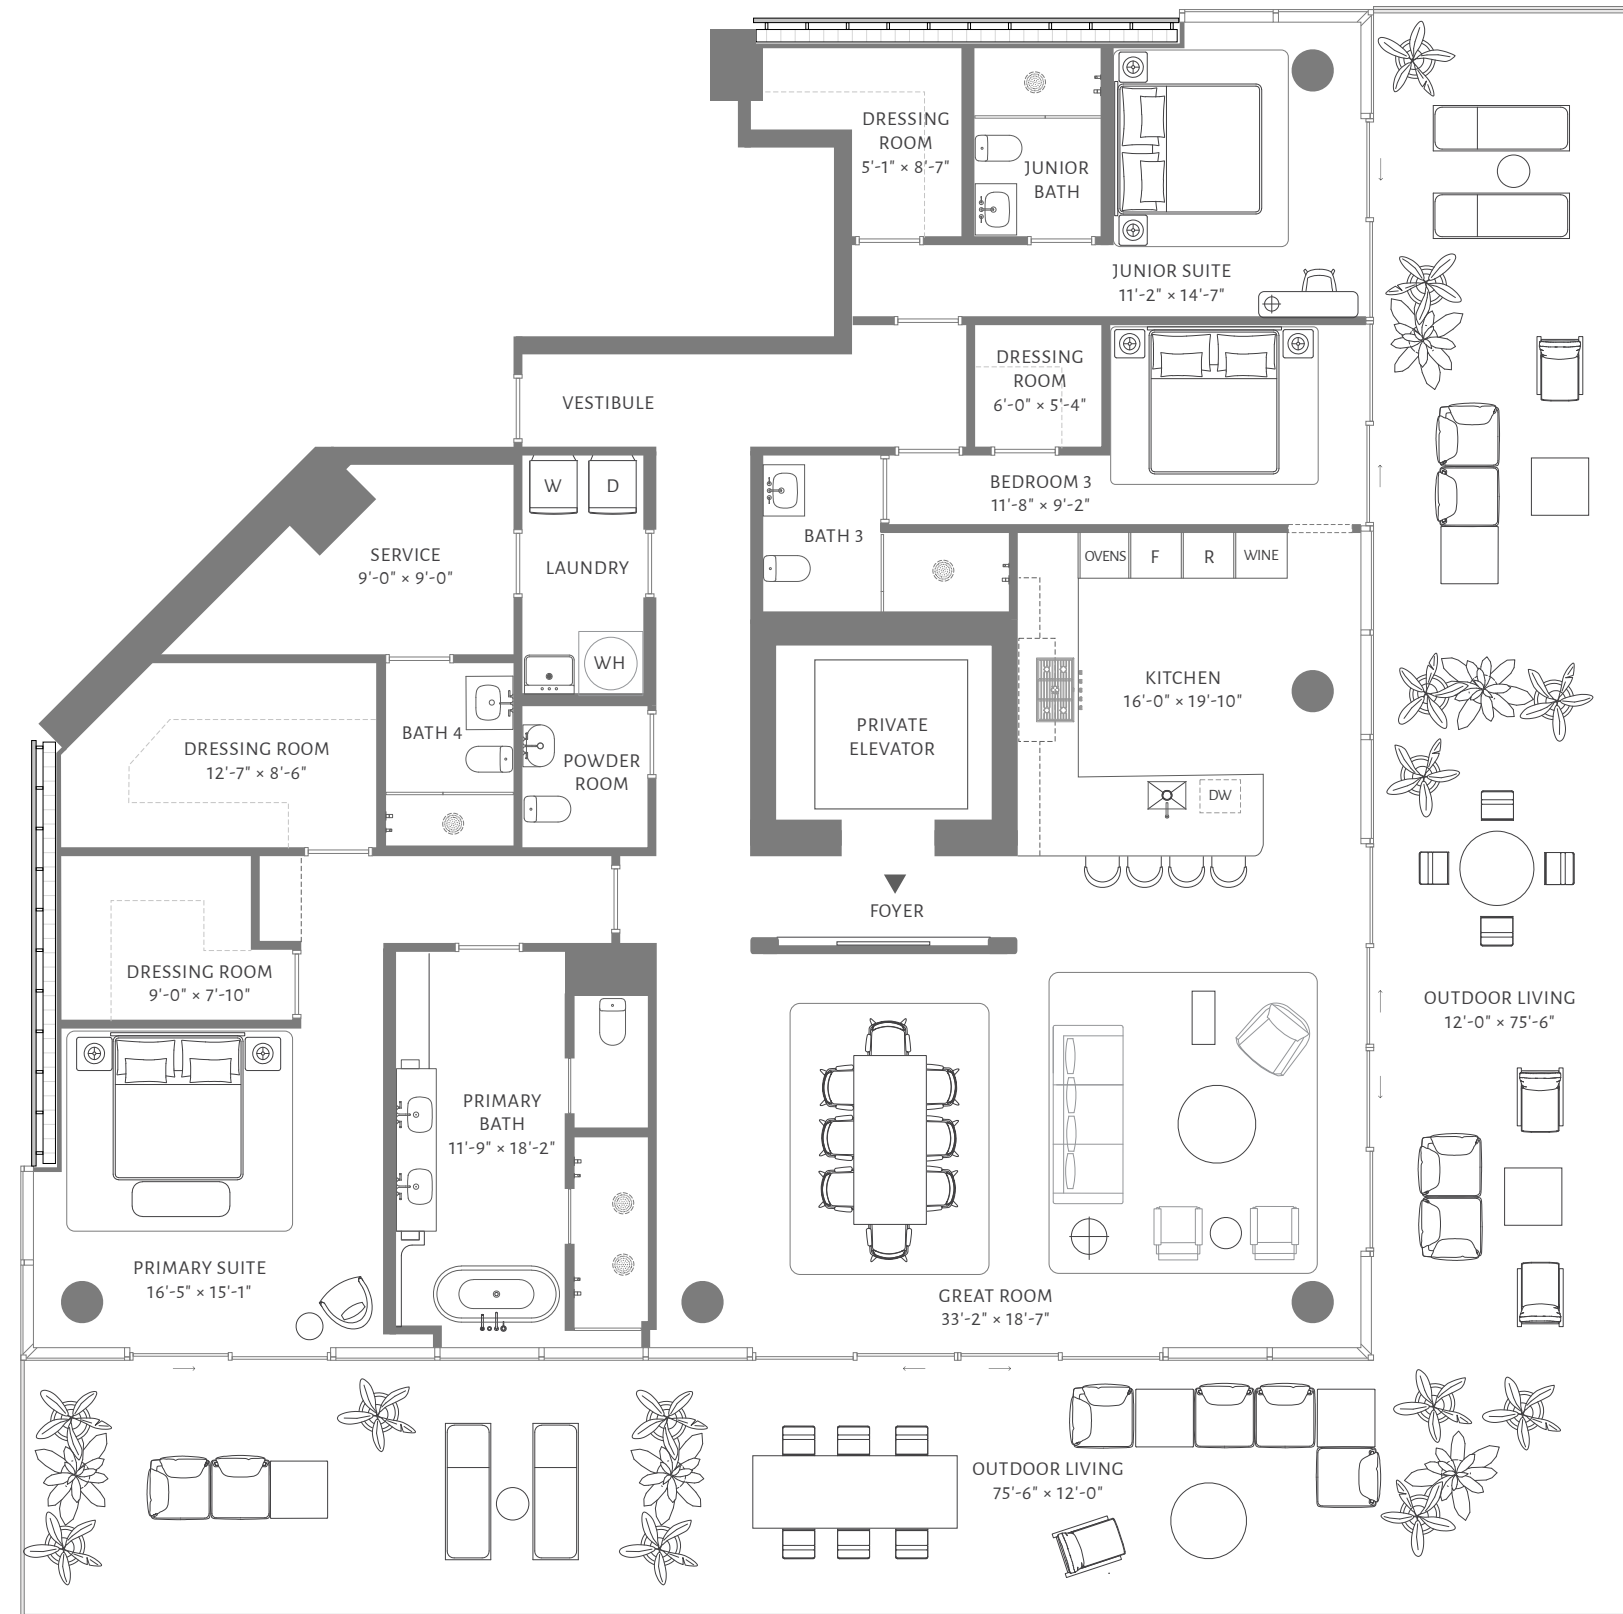 DRESSING
ROOM
5'-1" × 8'-7"
JUNIOR
BATH
JUNIOR SUITE
11'-2" × 14'-7"
DRESSING
ROOM
6'-0" × 5'-4"
VESTIBULE
BEDROOM 3
11'-8" × 9'-2"
W
D
BATH 3
SERVICE
9'-0" × 9'-0"
LAUNDRY
OVENS
F
R
WINE
WH
KITCHEN
16'-0" × 19'-10"
PRIVATE
ELEVATOR
BATH 4
DRESSING ROOM
12'-7" × 8'-6"
POWDER
ROOM
DW
FOYER
DRESSING ROOM
9'-0" × 7'-10"
OUTDOOR LIVING
12'-0" × 75'-6"
PRIMARY
BATH
11'-9" × 18'-2"
PRIMARY SUITE
16'-5" × 15'-1"
GREAT ROOM
33'-2" × 18'-7"
OUTDOOR LIVING
75'-6" × 12'-0"